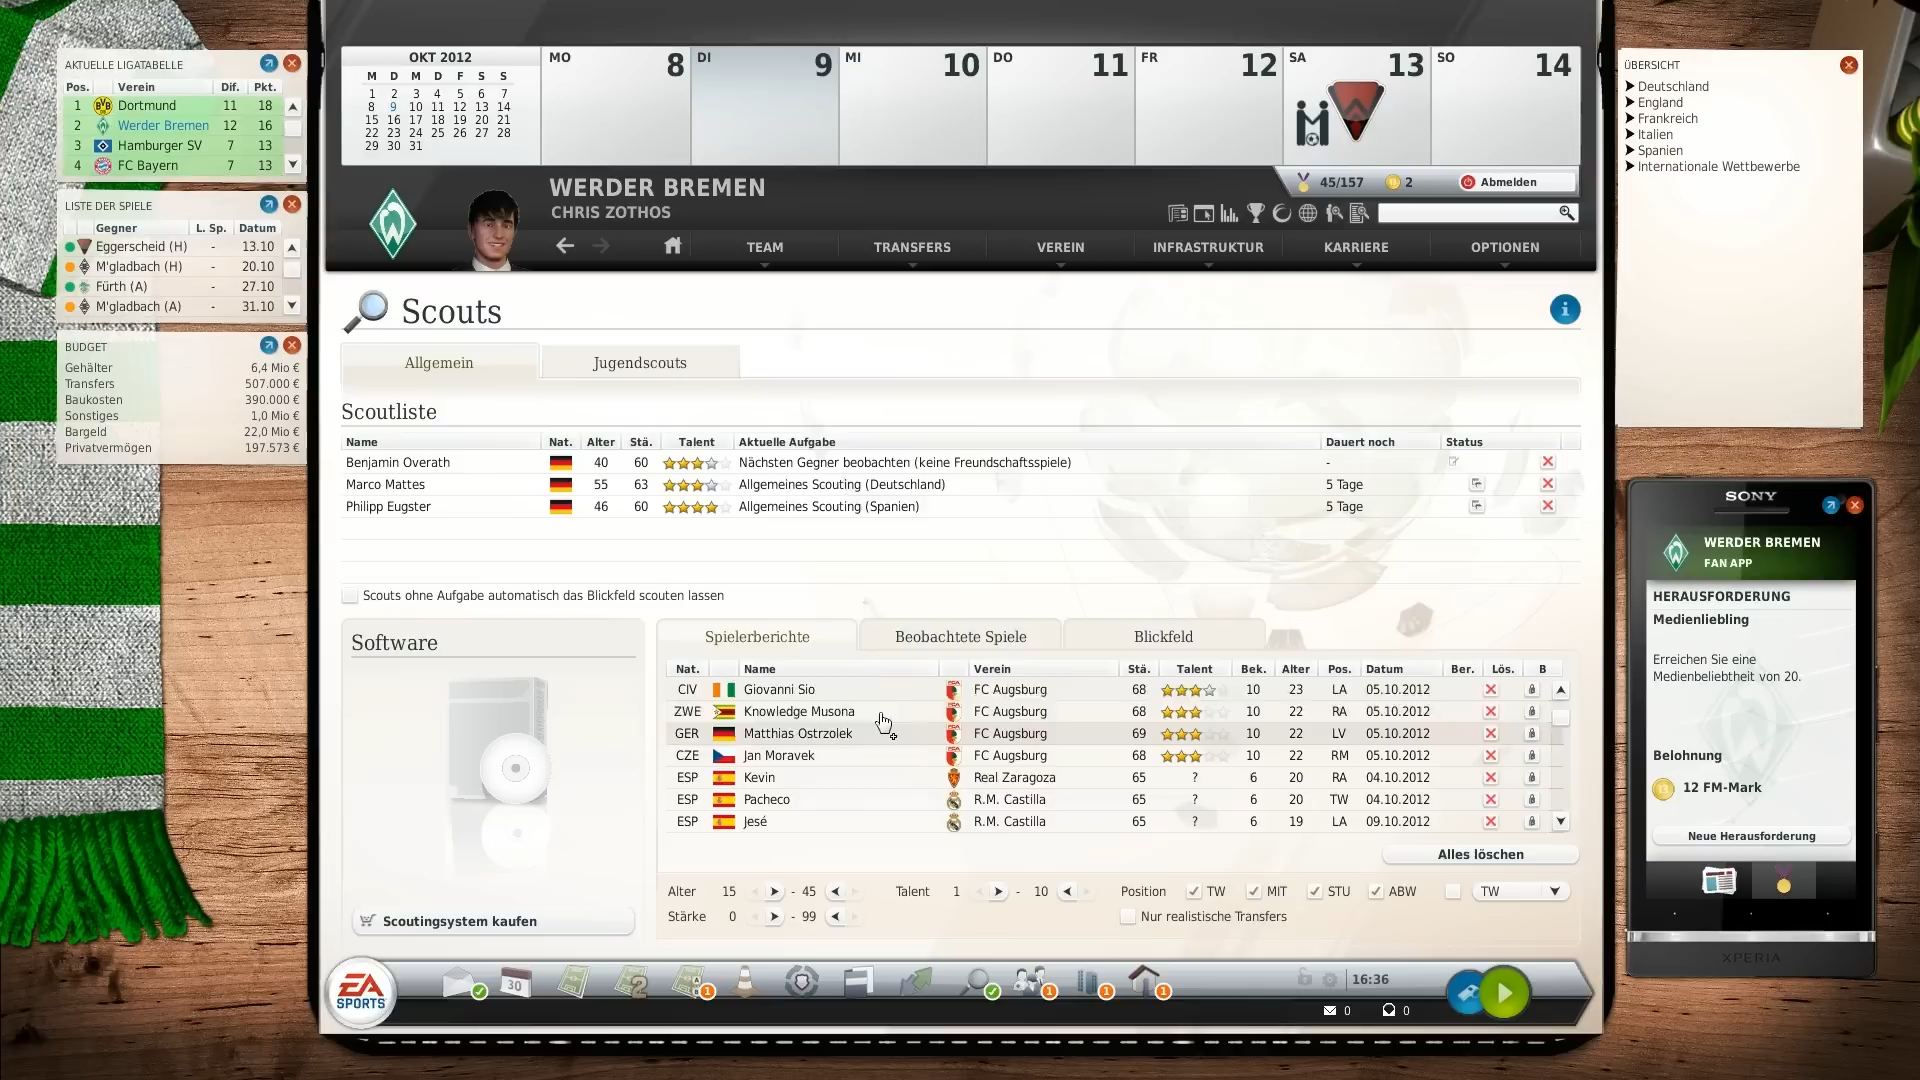 AKTUELLE LIGATABELLE
Pos. Verein Dif. Pkt.
1 Dortmund 11 18
2 Werder Bremen 12 16
3 Hamburger SV 7 13
4 FC Bayern 7 13
LISTE DER SPIELE
Gegner L. Sp. Datum
Eggerscheid (H) - 13.10
M'gladbach (H) - 20.10
Fürth (A) - 27.10
M'gladbach (A) - 31.10
BUDGET
Gehälter 6,4 Mio €
Transfers 507.000 €
Baukosten 390.000 €
Sonstiges 1,0 Mio €
Bargeld 22,0 Mio €
Privatvermögen 197.573 €
OKT 2012
M D M D F S S
1 2 3 4 5 6 7
8 9 10 11 12 13 14
15 16 17 18 19 20 21
22 23 24 25 26 27 28
29 30 31
MO 8 DI 9 MI 10 DO 11 FR 12 SA 13 SO 14
WERDER BREMEN
CHRIS ZOTHOS
45/157 2 Abmelden
TEAM TRANSFERS VEREIN INFRASTRUKTUR KARRIERE OPTIONEN
Scouts
Allgemein Jugendscouts
Scoutliste
Name Nat. Alter Stä. Talent Aktuelle Aufgabe Dauert noch Status
Benjamin Overath 40 60 Nächsten Gegner beobachten (keine Freundschaftsspiele) -
Marco Mattes 55 63 Allgemeines Scouting (Deutschland) 5 Tage
Philipp Eugster 46 60 Allgemeines Scouting (Spanien) 5 Tage
Scouts ohne Aufgabe automatisch das Blickfeld scouten lassen
Software
Scoutingsystem kaufen
Spielerberichte Beobachtete Spiele Blickfeld
Nat. Name Verein Stä. Talent Bek. Alter Pos. Datum Ber. Lös. B
CIV Giovanni Sio FC Augsburg 68 10 23 LA 05.10.2012
ZWE Knowledge Musona FC Augsburg 68 10 22 RA 05.10.2012
GER Matthias Ostrzolek FC Augsburg 69 10 22 LV 05.10.2012
CZE Jan Moravek FC Augsburg 68 10 22 RM 05.10.2012
ESP Kevin Real Zaragoza 65 ? 6 20 RA 04.10.2012
ESP Pacheco R.M. Castilla 65 ? 6 20 TW 04.10.2012
ESP Jesé R.M. Castilla 65 ? 6 19 LA 09.10.2012
Alles löschen
Alter 15 - 45 Talent 1 - 10 Position TW MIT STU ABW TW
Stärke 0 - 99 Nur realistische Transfers
EA SPORTS
30 2 1 1 1 1
16:36
0 0
ÜBERSICHT
Deutschland
England
Frankreich
Italien
Spanien
Internationale Wettbewerbe
SONY
WERDER BREMEN
FAN APP
HERAUSFORDERUNG
Medienliebling
Erreichen Sie eine
Medienbeliebtheit von 20.
Belohnung
12 FM-Mark
Neue Herausforderung
XPERIA